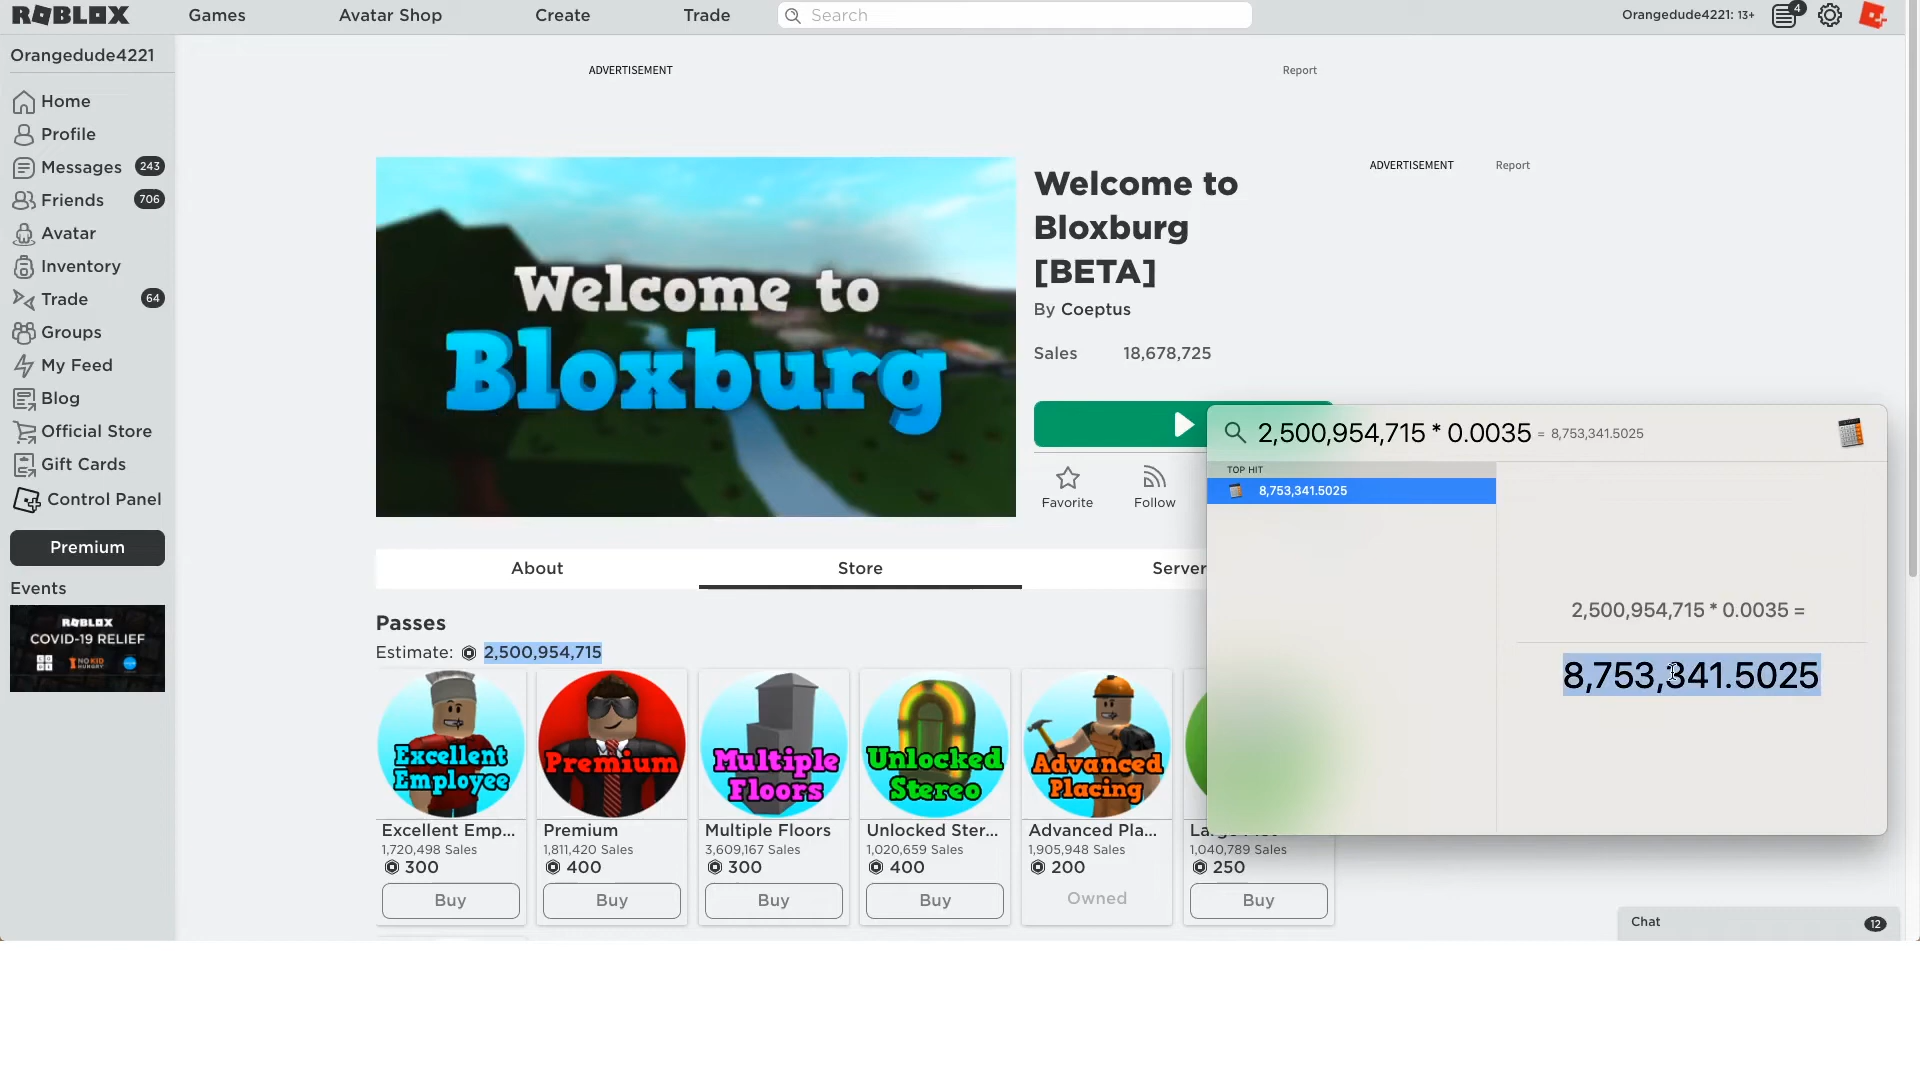 ROBLOX
Games
Avatar Shop
Create
Trade
Search
Orangedude4221: 13+
4
Orangedude4221
Home
Profile
Messages 243
Friends 706
Avatar
Inventory
Trade 64
Groups
My Feed
Blog
Official Store
Gift Cards
Control Panel
Premium
Events
ROBLOX
COVID-19 RELIEF
NO KID HUNGRY
ADVERTISEMENT
Report
Welcome to
Bloxburg
Welcome to
Bloxburg
[BETA]
By Coeptus
Sales 18,678,725
Favorite
Follow
ADVERTISEMENT
Report
2,500,954,715 * 0.0035 = 8,753,341.5025
TOP HIT
8,753,341.5025
2,500,954,715 * 0.0035 =
8,753,341.5025
About
Store
Server
Passes
Estimate: 2,500,954,715
Excellent
Employee
Excellent Emp...
1,720,498 Sales
300
Buy
Premium
Premium
1,811,420 Sales
400
Buy
Multiple
Floors
Multiple Floors
3,609,167 Sales
300
Buy
Unlocked
Stereo
Unlocked Ster...
1,020,659 Sales
400
Buy
Advanced
Placing
Advanced Pla...
1,905,948 Sales
200
Owned
1,040,789 Sales
250
Buy
Chat
12